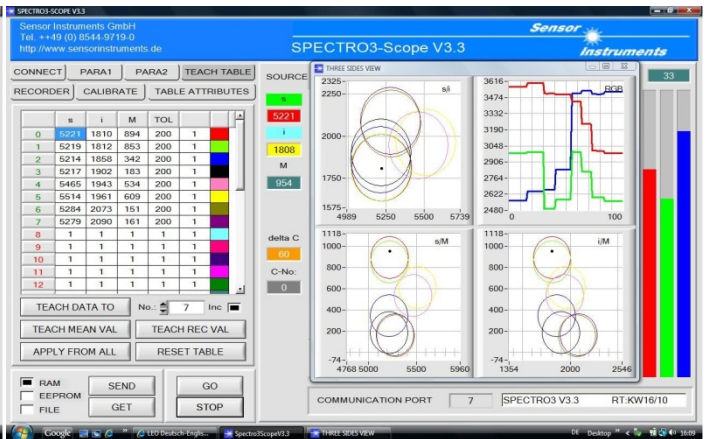 SPECTRO3-Scope V3.3
Sensor Instruments GmbH
Tel. ++49 (0) 8544-9719-0
http://www.sensorinstruments.de
SPECTRO3-Scope V3.3
Sensor
Instruments
CONNECT PARA1 PARA2 TEACH TABLE
RECORDER CALIBRATE TABLE ATTRIBUTES
s i M TOL
0 5221 1810 894 200 1
1 5219 1812 853 200 1
2 5214 1858 342 200 1
3 5217 1902 183 200 1
4 5465 1943 534 200 1
5 5514 1961 609 200 1
6 5284 2073 151 200 1
7 5279 2090 161 200 1
8 1 1 1 1 1
9 1 1 1 1 1
10 1 1 1 1 1
11 1 1 1 1 1
12 1 1 1 1 1
TEACH DATA TO No.: 7 Inc
TEACH MEAN VAL TEACH REC VAL
APPLY FROM ALL RESET TABLE
RAM
EEPROM
FILE
SEND GO
GET STOP
SOURCE
s
5221
i
1808
M
954
delta C
60
C-No:
0
THREE SIDES VIEW
s/i
2325-
2250-
2000-
1750-
1575-
4989 5250 5500 5739
RGB
3616-
3474-
3332-
3190-
3048-
2906-
2764-
2622-
2480-
0 100
s/M
1118-
1000-
800-
600-
400-
200-
-74-
4768 5000 5500 5960
i/M
1118-
1000-
800-
600-
400-
200-
-74-
1354 2000 2546
33
COMMUNICATION PORT 7 SPECTRO3 V3.3 RT:KW16/10
Google LEO Deutsch-Englis... Spectro3ScopeV3.3 THREE SIDES VIEW DE Desktop 16:09